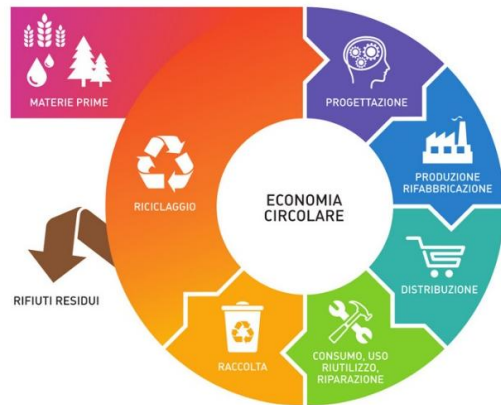 MATERIE PRIME
PROGETTAZIONE
PRODUZIONE
RIFABBRICAZIONE
RICICLAGGIO
ECONOMIA
CIRCOLARE
DISTRIBUZIONE
RIFIUTI RESIDUI
RACCOLTA
CONSUMO, USO
RIUTILIZZO,
RIPARAZIONE